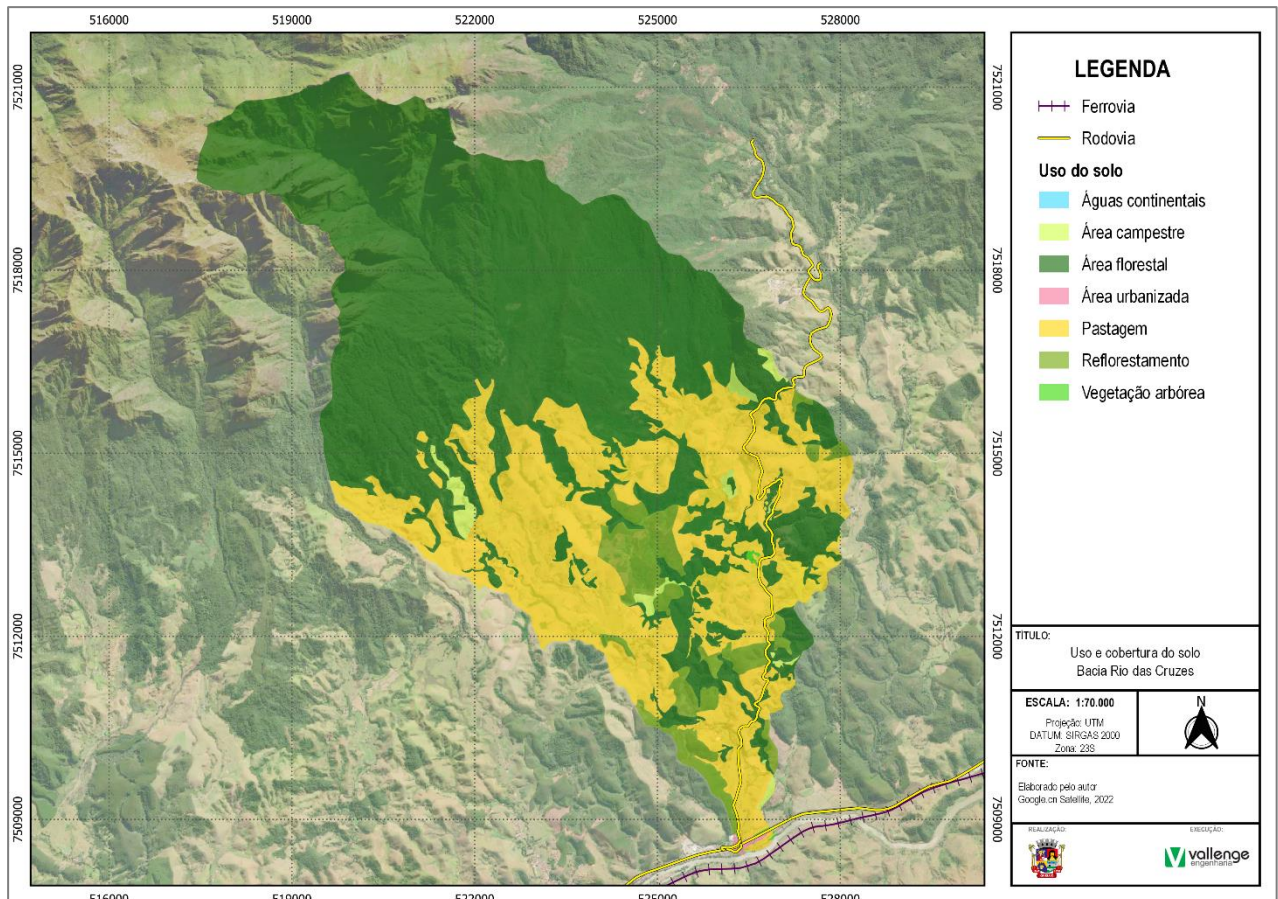 516000
519000
522000
525000
528000
7521000
7518000
7515000
7512000
7509000
7521000
7518000
7515000
7512000
7509000
516000
519000
522000
525000
528000
LEGENDA
Ferrovia
Rodovia
Uso do solo
Águas continentais
Área campestre
Área florestal
Área urbanizada
Pastagem
Reflorestamento
Vegetação arbórea
TÍTULO:
Uso e cobertura do solo
Bacia Rio das Cruzes
ESCALA: 1:70.000
Projeção: UTM
DATUM: SIRGAS 2000
Zona: 23S
N
FONTE:
Elaborado pelo autor
Google.cn Satellite, 2022
REALIZAÇÃO:
EXECUÇÃO:
vallenge
engenharia